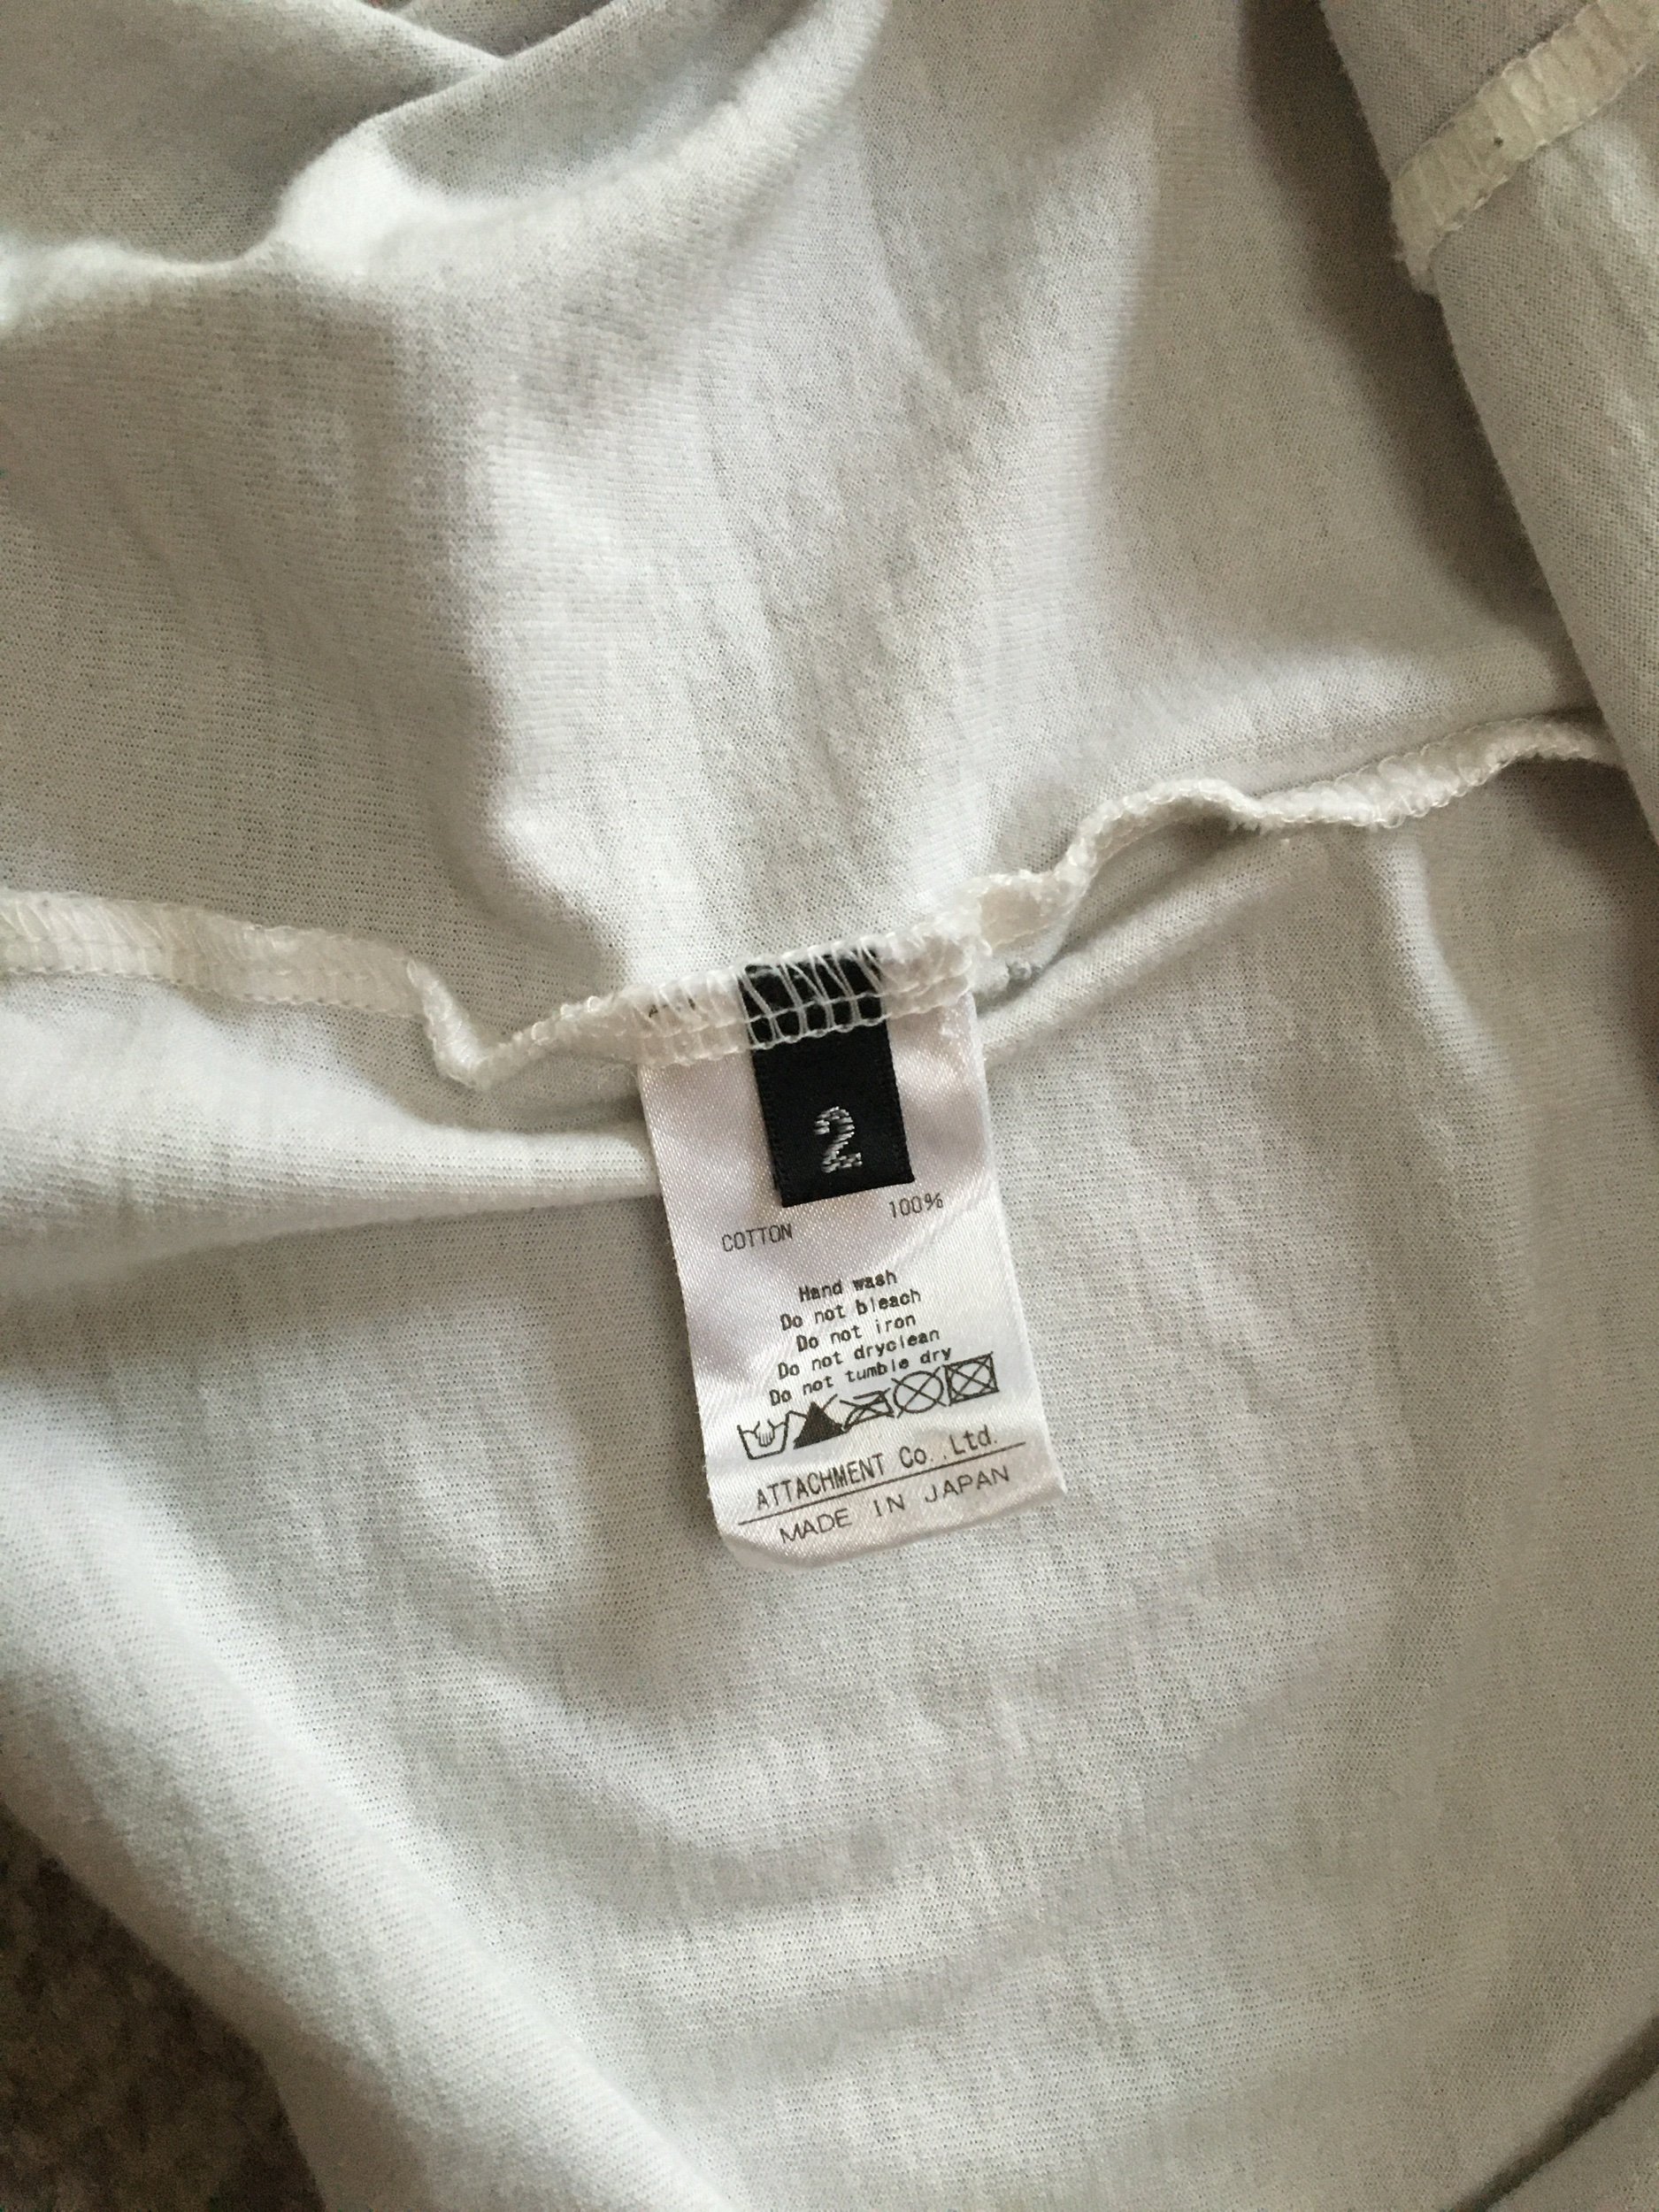 2
COTTON 100%
Hand wash
Do not bleach
Do not iron
Do not dryclean
Do not tumble dry
ATTACHMENT Co.,Ltd.
MADE IN JAPAN